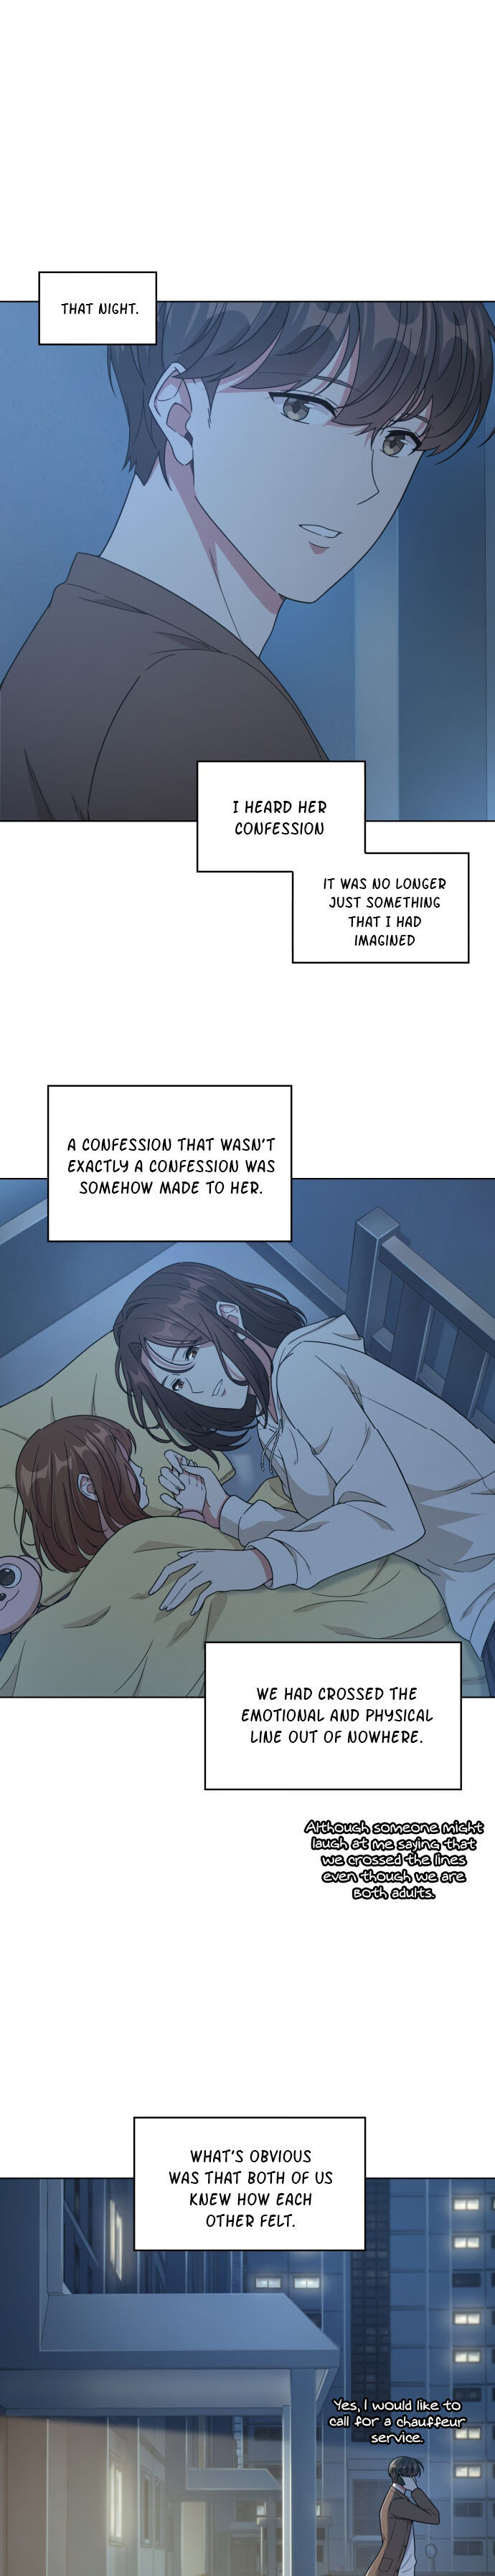 THAT NIGHT.
I HEARD HER
CONFESSION
IT WAS NO LONGER
JUST SOMETHING
THAT I HAD
IMAGINED
A CONFESSION THAT WASN'T
EXACTLY A CONFESSION WAS
SOMEHOW MADE TO HER.
WE HAD CROSSED THE
EMOTIONAL AND PHYSICAL
LINE OUT OF NOWHERE.
Although someone might
laugh at me saying that
we crossed the lines
even though we are
Both adults.
WHAT'S OBVIOUS
WAS THAT BOTH OF US
KNEW HOW EACH
OTHER FELT.
Yes, I would like to
call for a chauffeur
service.